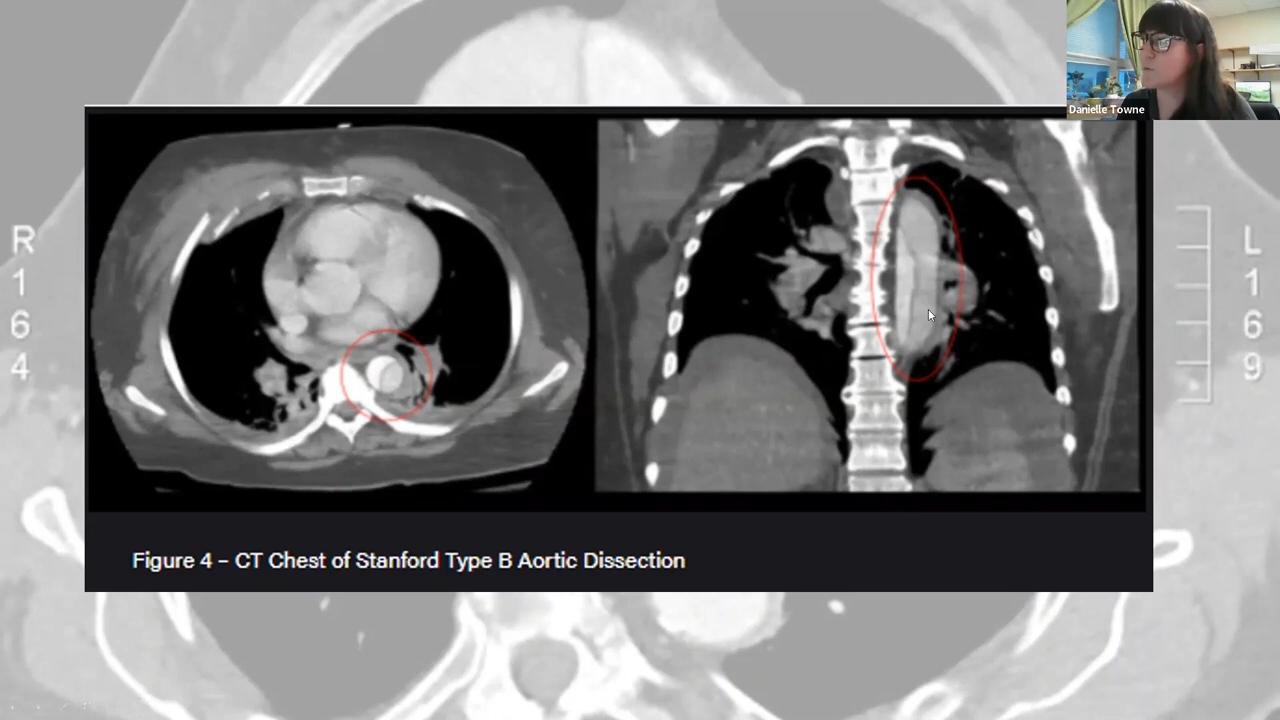 Danielle Towne
R
1
6
4
L
1
6
9
Figure 4 – CT Chest of Stanford Type B Aortic Dissection